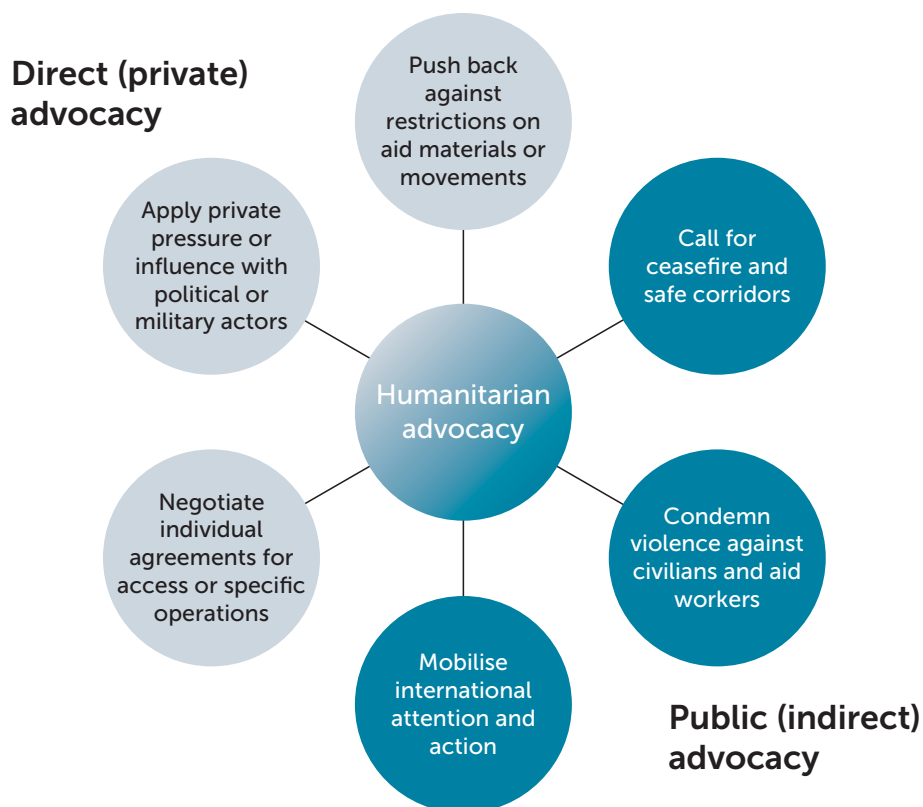 Direct (private)
advocacy
Push back
against
restrictions on
aid materials or
movements
Apply private
pressure or
influence with
political or
military actors
Call for
ceasefire and
safe corridors
Humanitarian
advocacy
Negotiate
individual
agreements for
access or specific
operations
Condemn
violence against
civilians and aid
workers
Mobilise
international
attention and
action
Public (indirect)
advocacy